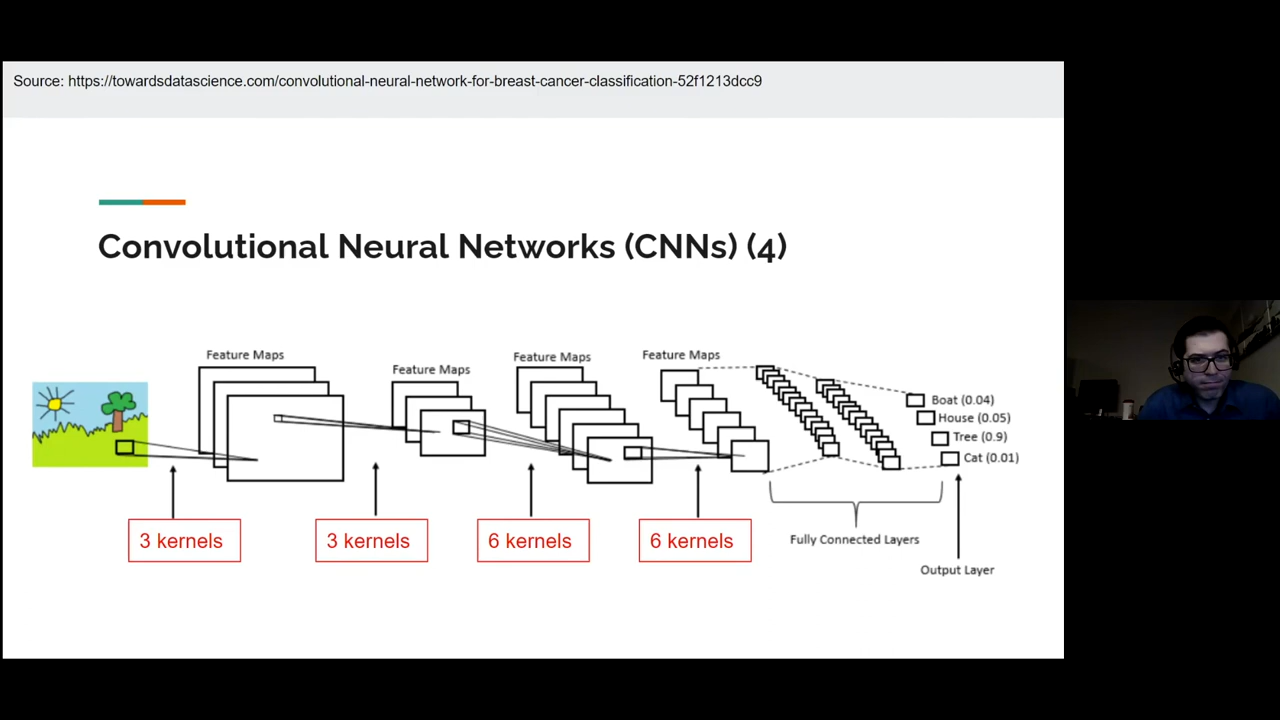 Source: https://towardsdatascience.com/convolutional-neural-network-for-breast-cancer-classification-52f1213dcc9
Convolutional Neural Networks (CNNs) (4)
Feature Maps
Feature Maps
Feature Maps
Feature Maps
Boat (0.04)
House (0.05)
Tree (0.9)
Cat (0.01)
3 kernels
3 kernels
6 kernels
6 kernels
Fully Connected Layers
Output Layer